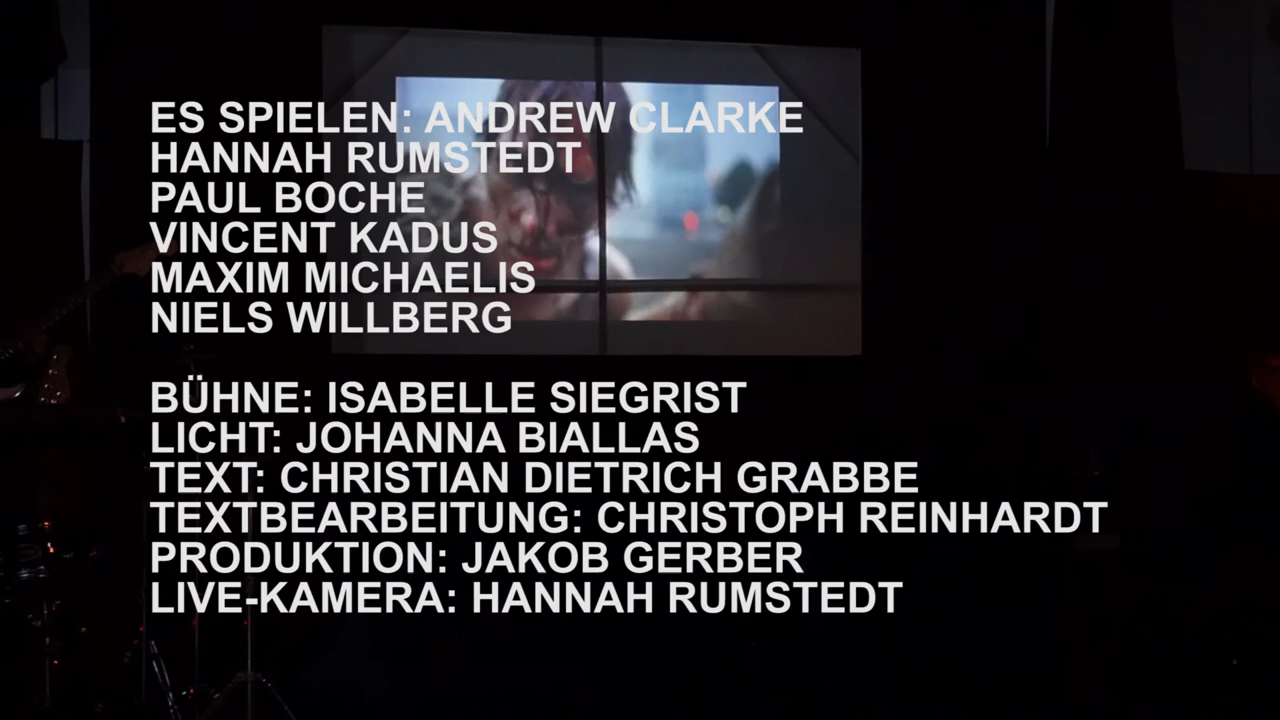 ES SPIELEN: ANDREW CLARKE
HANNAH RUMSTEDT
PAUL BOCHE
VINCENT KADUS
MAXIM MICHAELIS
NIELS WILLBERG
BÜHNE: ISABELLE SIEGRIST
LICHT: JOHANNA BIALLAS
TEXT: CHRISTIAN DIETRICH GRABBE
TEXTBEARBEITUNG: CHRISTOPH REINHARDT
PRODUKTION: JAKOB GERBER
LIVE-KAMERA: HANNAH RUMSTEDT